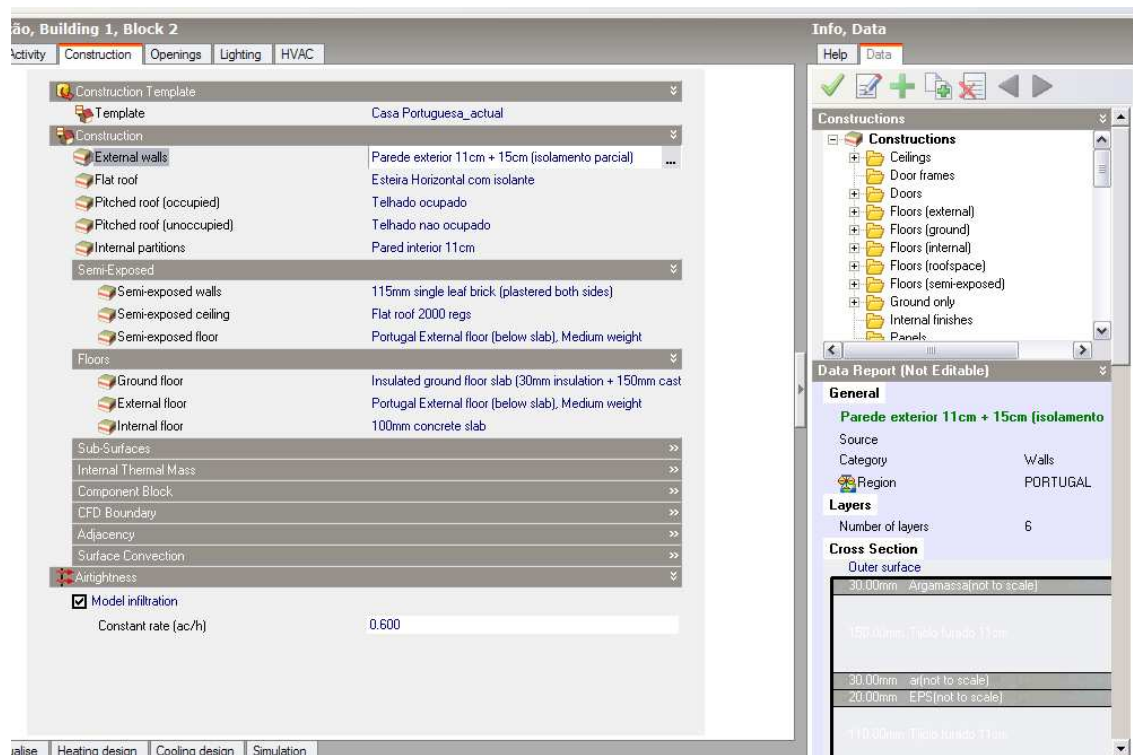 ão, Building 1, Block 2
Activity Construction Openings Lighting HVAC
Construction Template
Template Casa Portuguesa_actual
Construction
External walls Parede exterior 11cm + 15cm (isolamento parcial) ...
Flat roof Esteira Horizontal com isolante
Pitched roof (occupied) Telhado ocupado
Pitched roof (unoccupied) Telhado nao ocupado
Internal partitions Pared interior 11cm
Semi-Exposed
Semi-exposed walls 115mm single leaf brick (plastered both sides)
Semi-exposed ceiling Flat roof 2000 regs
Semi-exposed floor Portugal External floor (below slab), Medium weight
Floors
Ground floor Insulated ground floor slab (30mm insulation + 150mm cast
External floor Portugal External floor (below slab), Medium weight
Internal floor 100mm concrete slab
Sub-Surfaces
Internal Thermal Mass
Component Block
CFD Boundary
Adjacency
Surface Convection
Airtightness
Model infiltration
Constant rate (ac/h) 0.600
ualise Heating design Cooling design Simulation
Info, Data
Help Data
Constructions
Constructions
Ceilings
Door frames
Doors
Floors (external)
Floors (ground)
Floors (internal)
Floors (roofspace)
Floors (semi-exposed)
Ground only
Internal finishes
Panels
Data Report (Not Editable)
General
Parede exterior 11cm + 15cm (isolamento
Source
Category Walls
Region PORTUGAL
Layers
Number of layers 6
Cross Section
Outer surface
30.00mm Argamassa(not to scale)
150.00mm Tijolo furado 11cm
30.00mm ar(not to scale)
20.00mm EPS(not to scale)
110.00mm Tijolo furado 11cm